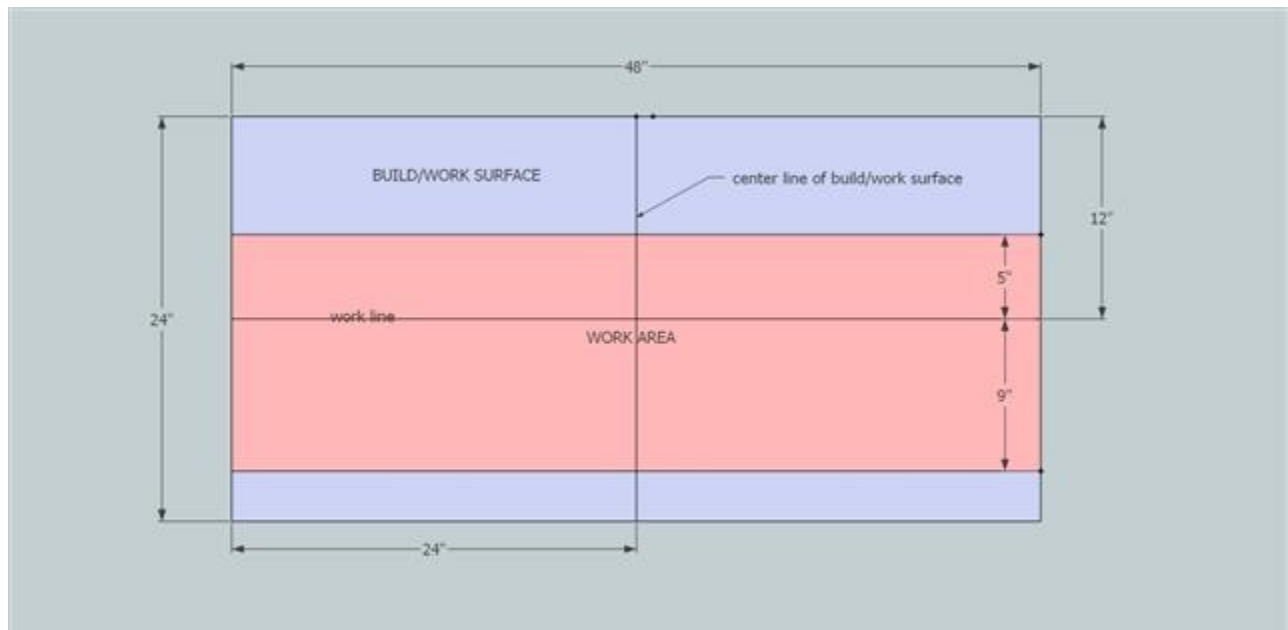 48"
BUILD/WORK SURFACE
center line of build/work surface
12"
5"
24"
work line
WORK AREA
9"
24"